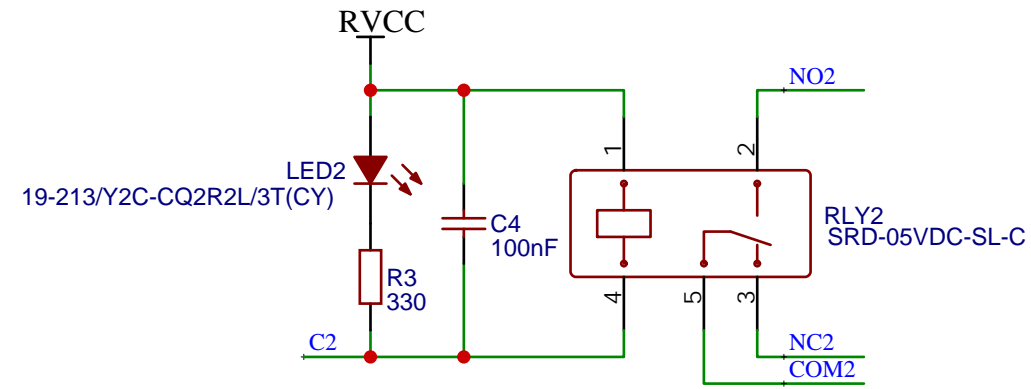 RVCC
NO2
1
2
LED2
19-213/Y2C-CQ2R2L/3T(CY)
C4
100nF
RLY2
SRD-05VDC-SL-C
R3
330
4
5
3
C2
NC2
COM2